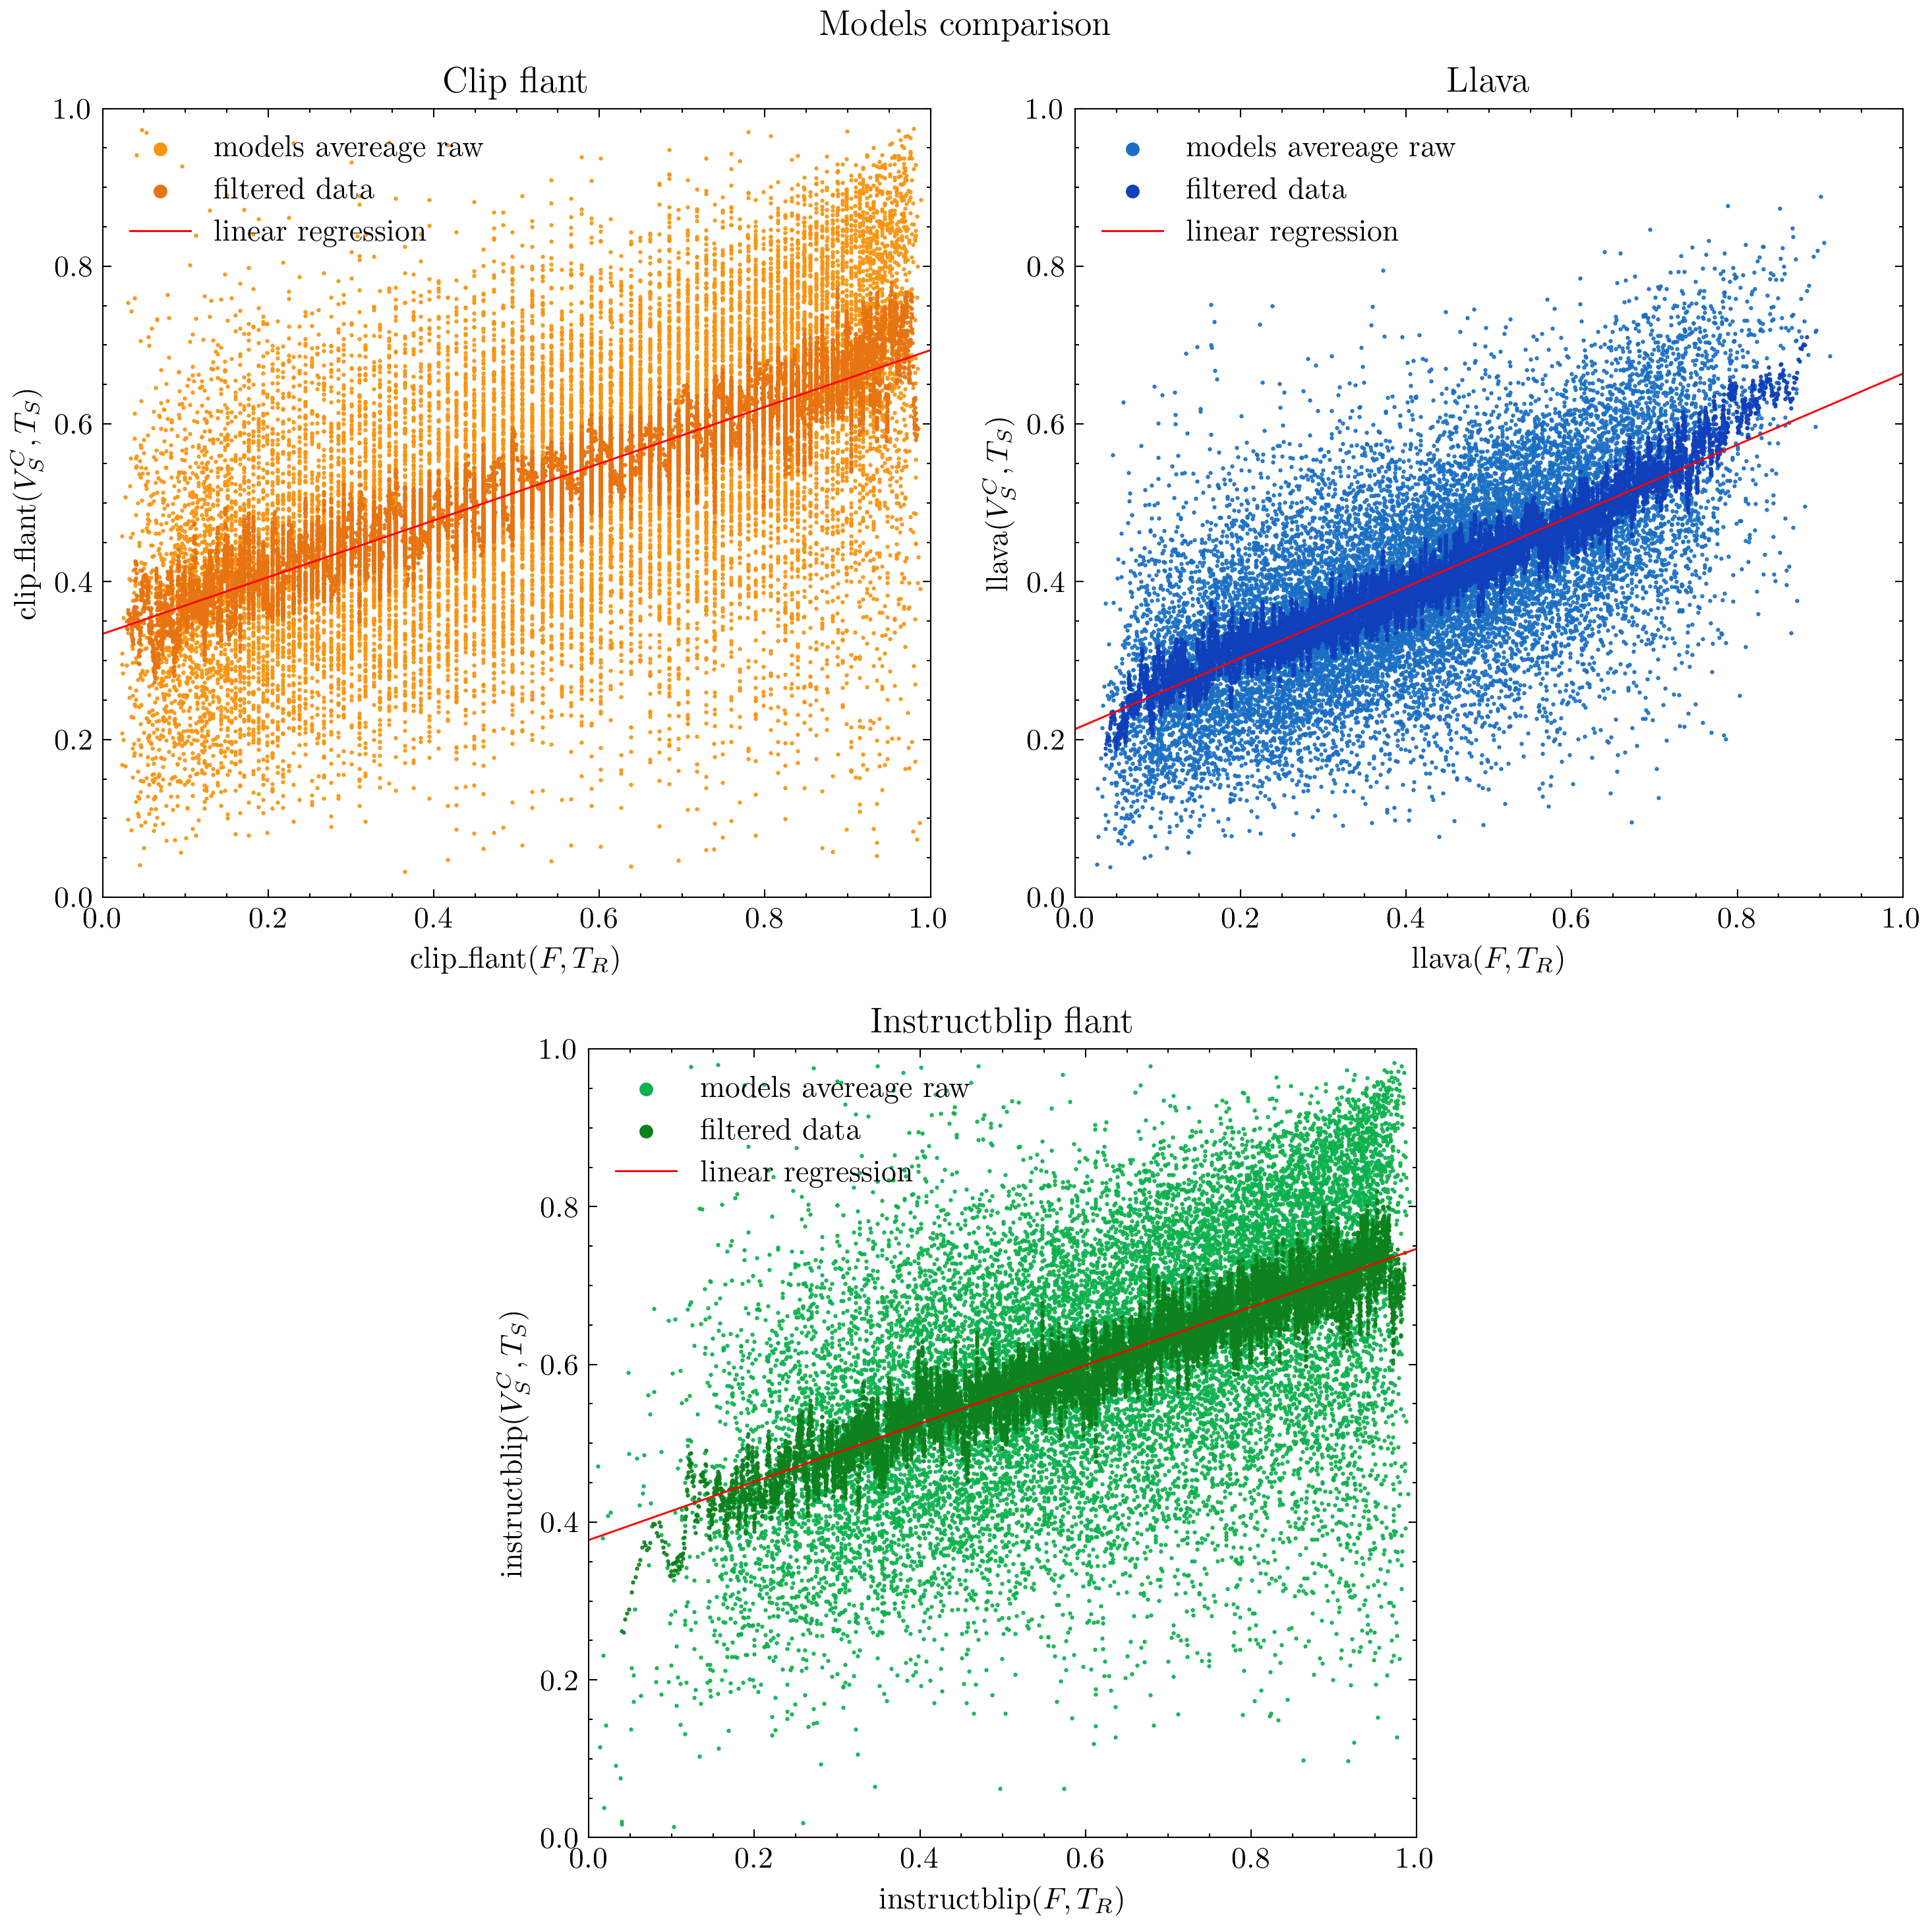 Models comparison
Clip flant
1.0
0.8
0.6
0.4
0.2
0.0
clip_flant(V_S^C, T_S)
models avereage raw
filtered data
linear regression
0.0 0.2 0.4 0.6 0.8 1.0
clip_flant(F, T_R)
Llava
1.0
0.8
0.6
0.4
0.2
0.0
llava(V_S^C, T_S)
models avereage raw
filtered data
linear regression
0.0 0.2 0.4 0.6 0.8 1.0
llava(F, T_R)
Instructblip flant
1.0
0.8
0.6
0.4
0.2
0.0
instructblip(V_S^C, T_S)
models avereage raw
filtered data
linear regression
0.0 0.2 0.4 0.6 0.8 1.0
instructblip(F, T_R)